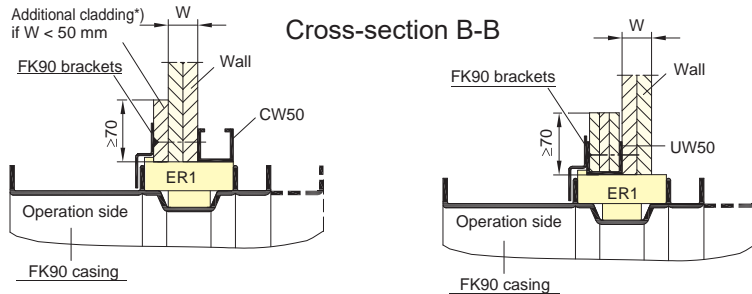 Cross-section B-B
Additional cladding*)
if W < 50 mm
W
FK90 brackets
Wall
CW50
≥70
ER1
Operation side
FK90 casing
W
FK90 brackets
Wall
≥70
UW50
ER1
Operation side
FK90 casing